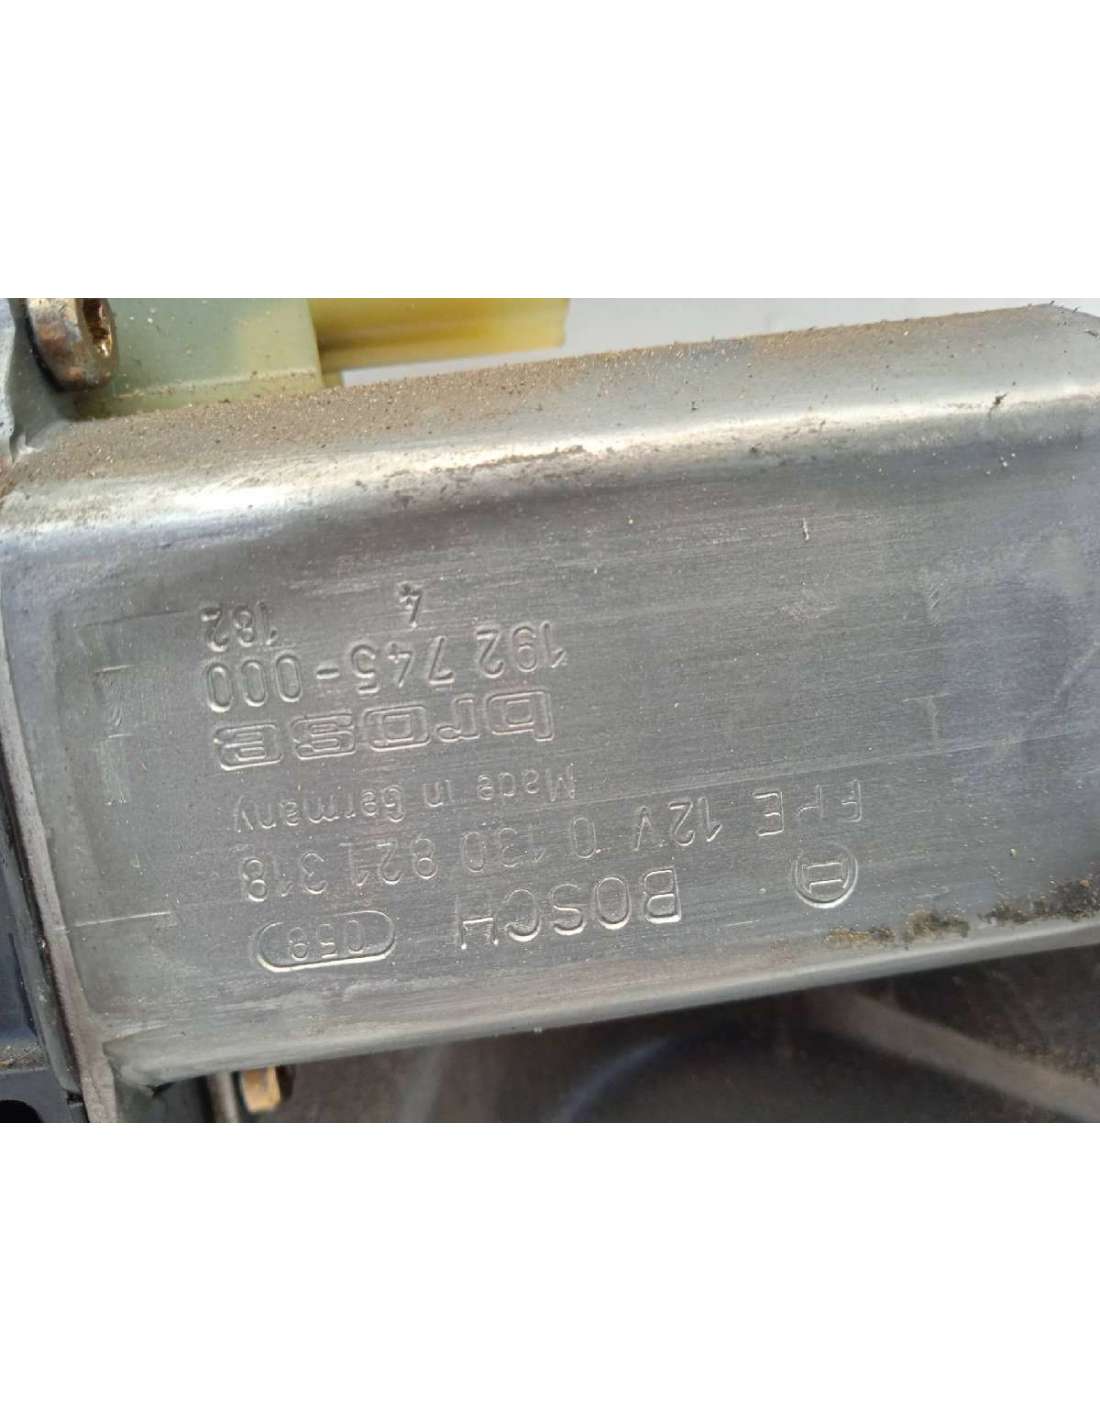 BOSCH 058
FPE 12V 0 130 821 318
Made in Germany
brose
192 745-000
4 182